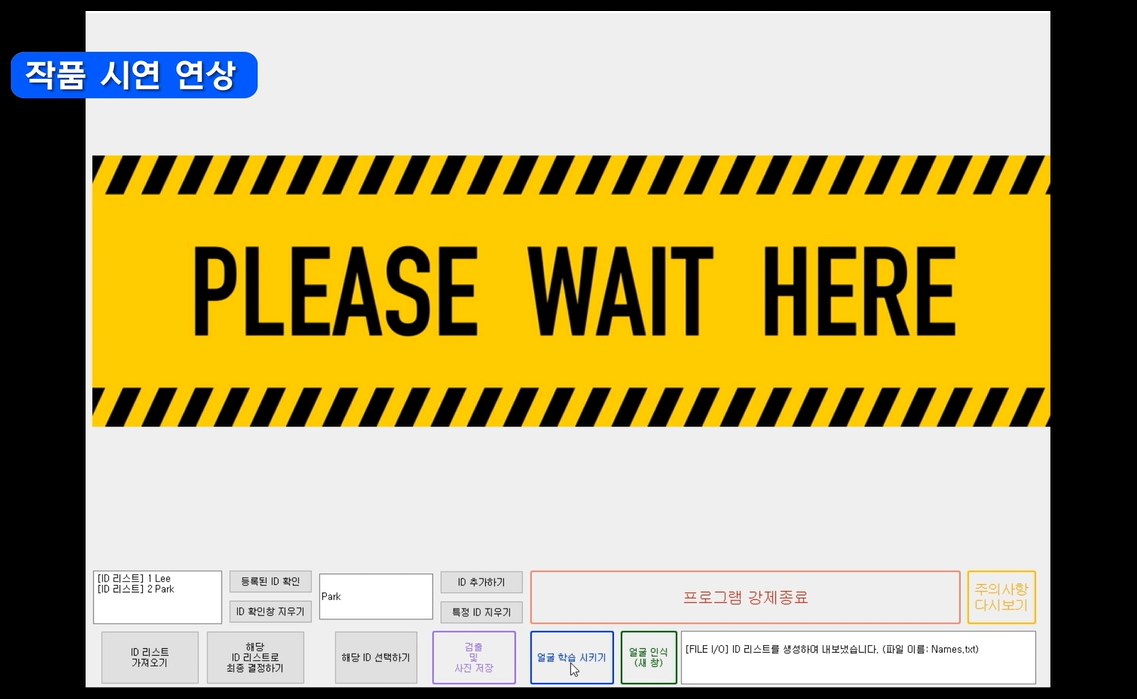 작품 시연 연상
PLEASE WAIT HERE
[ID 리스트] 1 Lee
[ID 리스트] 2 Park
등록된 ID 확인
ID 확인창 지우기
Park
ID 추가하기
특정 ID 지우기
프로그램 강제종료
주의사항
다시보기
ID 리스트
가져오기
해당
ID 리스트로
최종 결정하기
해당 ID 선택하기
검출
및
사진 저장
얼굴 학습 시키기
얼굴 인식
(새 창)
[FILE I/O] ID 리스트를 생성하여 내보냈습니다. (파일 이름: Names.txt)